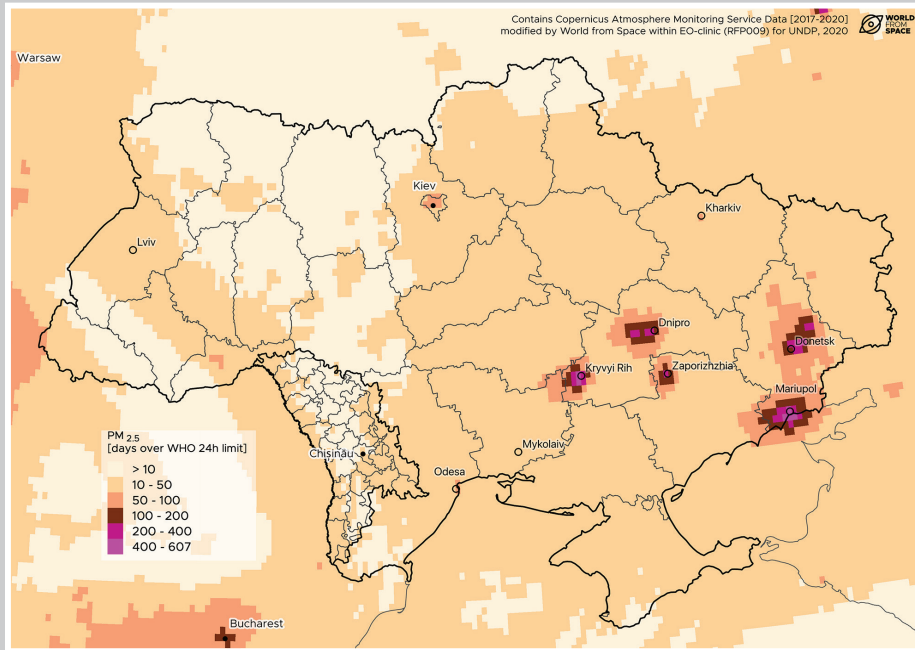 Contains Copernicus Atmosphere Monitoring Service Data [2017-2020]
modified by World from Space within EO-clinic (RFP009) for UNDP, 2020
WORLD
FROM
SPACE
Warsaw
Kiev
Kharkiv
Lviv
Dnipro
Donetsk
Kryvyi Rih
Zaporizhzhia
Mariupol
Mykolaiv
Chișinău
Odesa
PM 2.5
[days over WHO 24h limit]
> 10
10 - 50
50 - 100
100 - 200
200 - 400
400 - 607
Bucharest